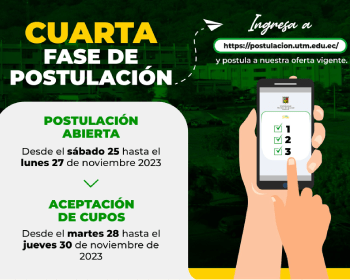 CUARTA
FASE DE
POSTULACIÓN
Ingresa a
https://postulacion.utm.edu.ec/
y postula a nuestra oferta vigente.
POSTULACIÓN
ABIERTA
Desde el sábado 25 hasta el
lunes 27 de noviembre 2023
ACEPTACIÓN
DE CUPOS
Desde el martes 28 hasta el
jueves 30 de noviembre de
2023
1
2
3